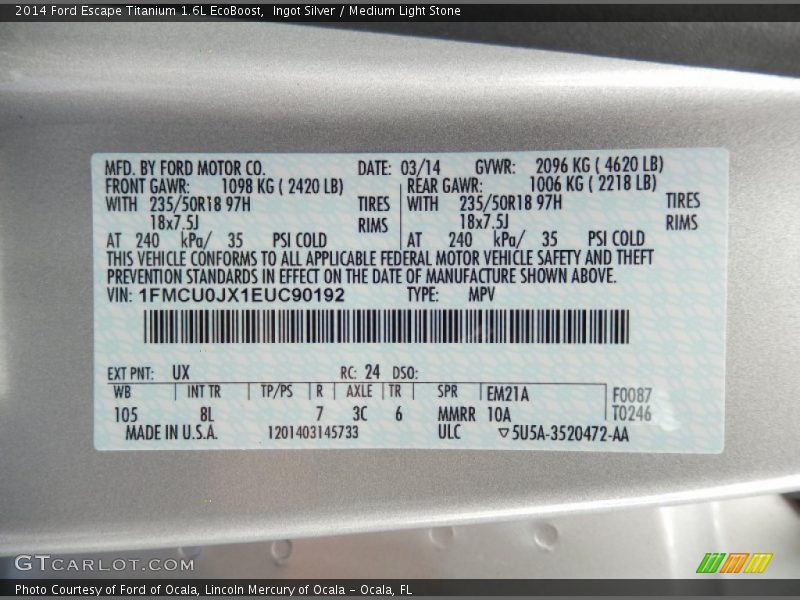 2014 Ford Escape Titanium 1.6L EcoBoost, Ingot Silver / Medium Light Stone
MFD. BY FORD MOTOR CO. DATE: 03/14 GVWR: 2096 KG ( 4620 LB)
FRONT GAWR: 1098 KG ( 2420 LB) REAR GAWR: 1006 KG ( 2218 LB)
WITH 235/50R18 97H TIRES WITH 235/50R18 97H TIRES
18x7.5J RIMS 18x7.5J RIMS
AT 240 kPa/ 35 PSI COLD AT 240 kPa/ 35 PSI COLD
THIS VEHICLE CONFORMS TO ALL APPLICABLE FEDERAL MOTOR VEHICLE SAFETY AND THEFT
PREVENTION STANDARDS IN EFFECT ON THE DATE OF MANUFACTURE SHOWN ABOVE.
VIN: 1FMCU0JX1EUC90192 TYPE: MPV
EXT PNT: UX RC: 24 DSO:
WB INT TR TP/PS R AXLE TR SPR EM21A F0087
105 8L 7 3C 6 MMRR 10A T0246
MADE IN U.S.A. 1201403145733 ULC ▽5U5A-3520472-AA
GTCARLOT.COM
Photo Courtesy of Ford of Ocala, Lincoln Mercury of Ocala - Ocala, FL